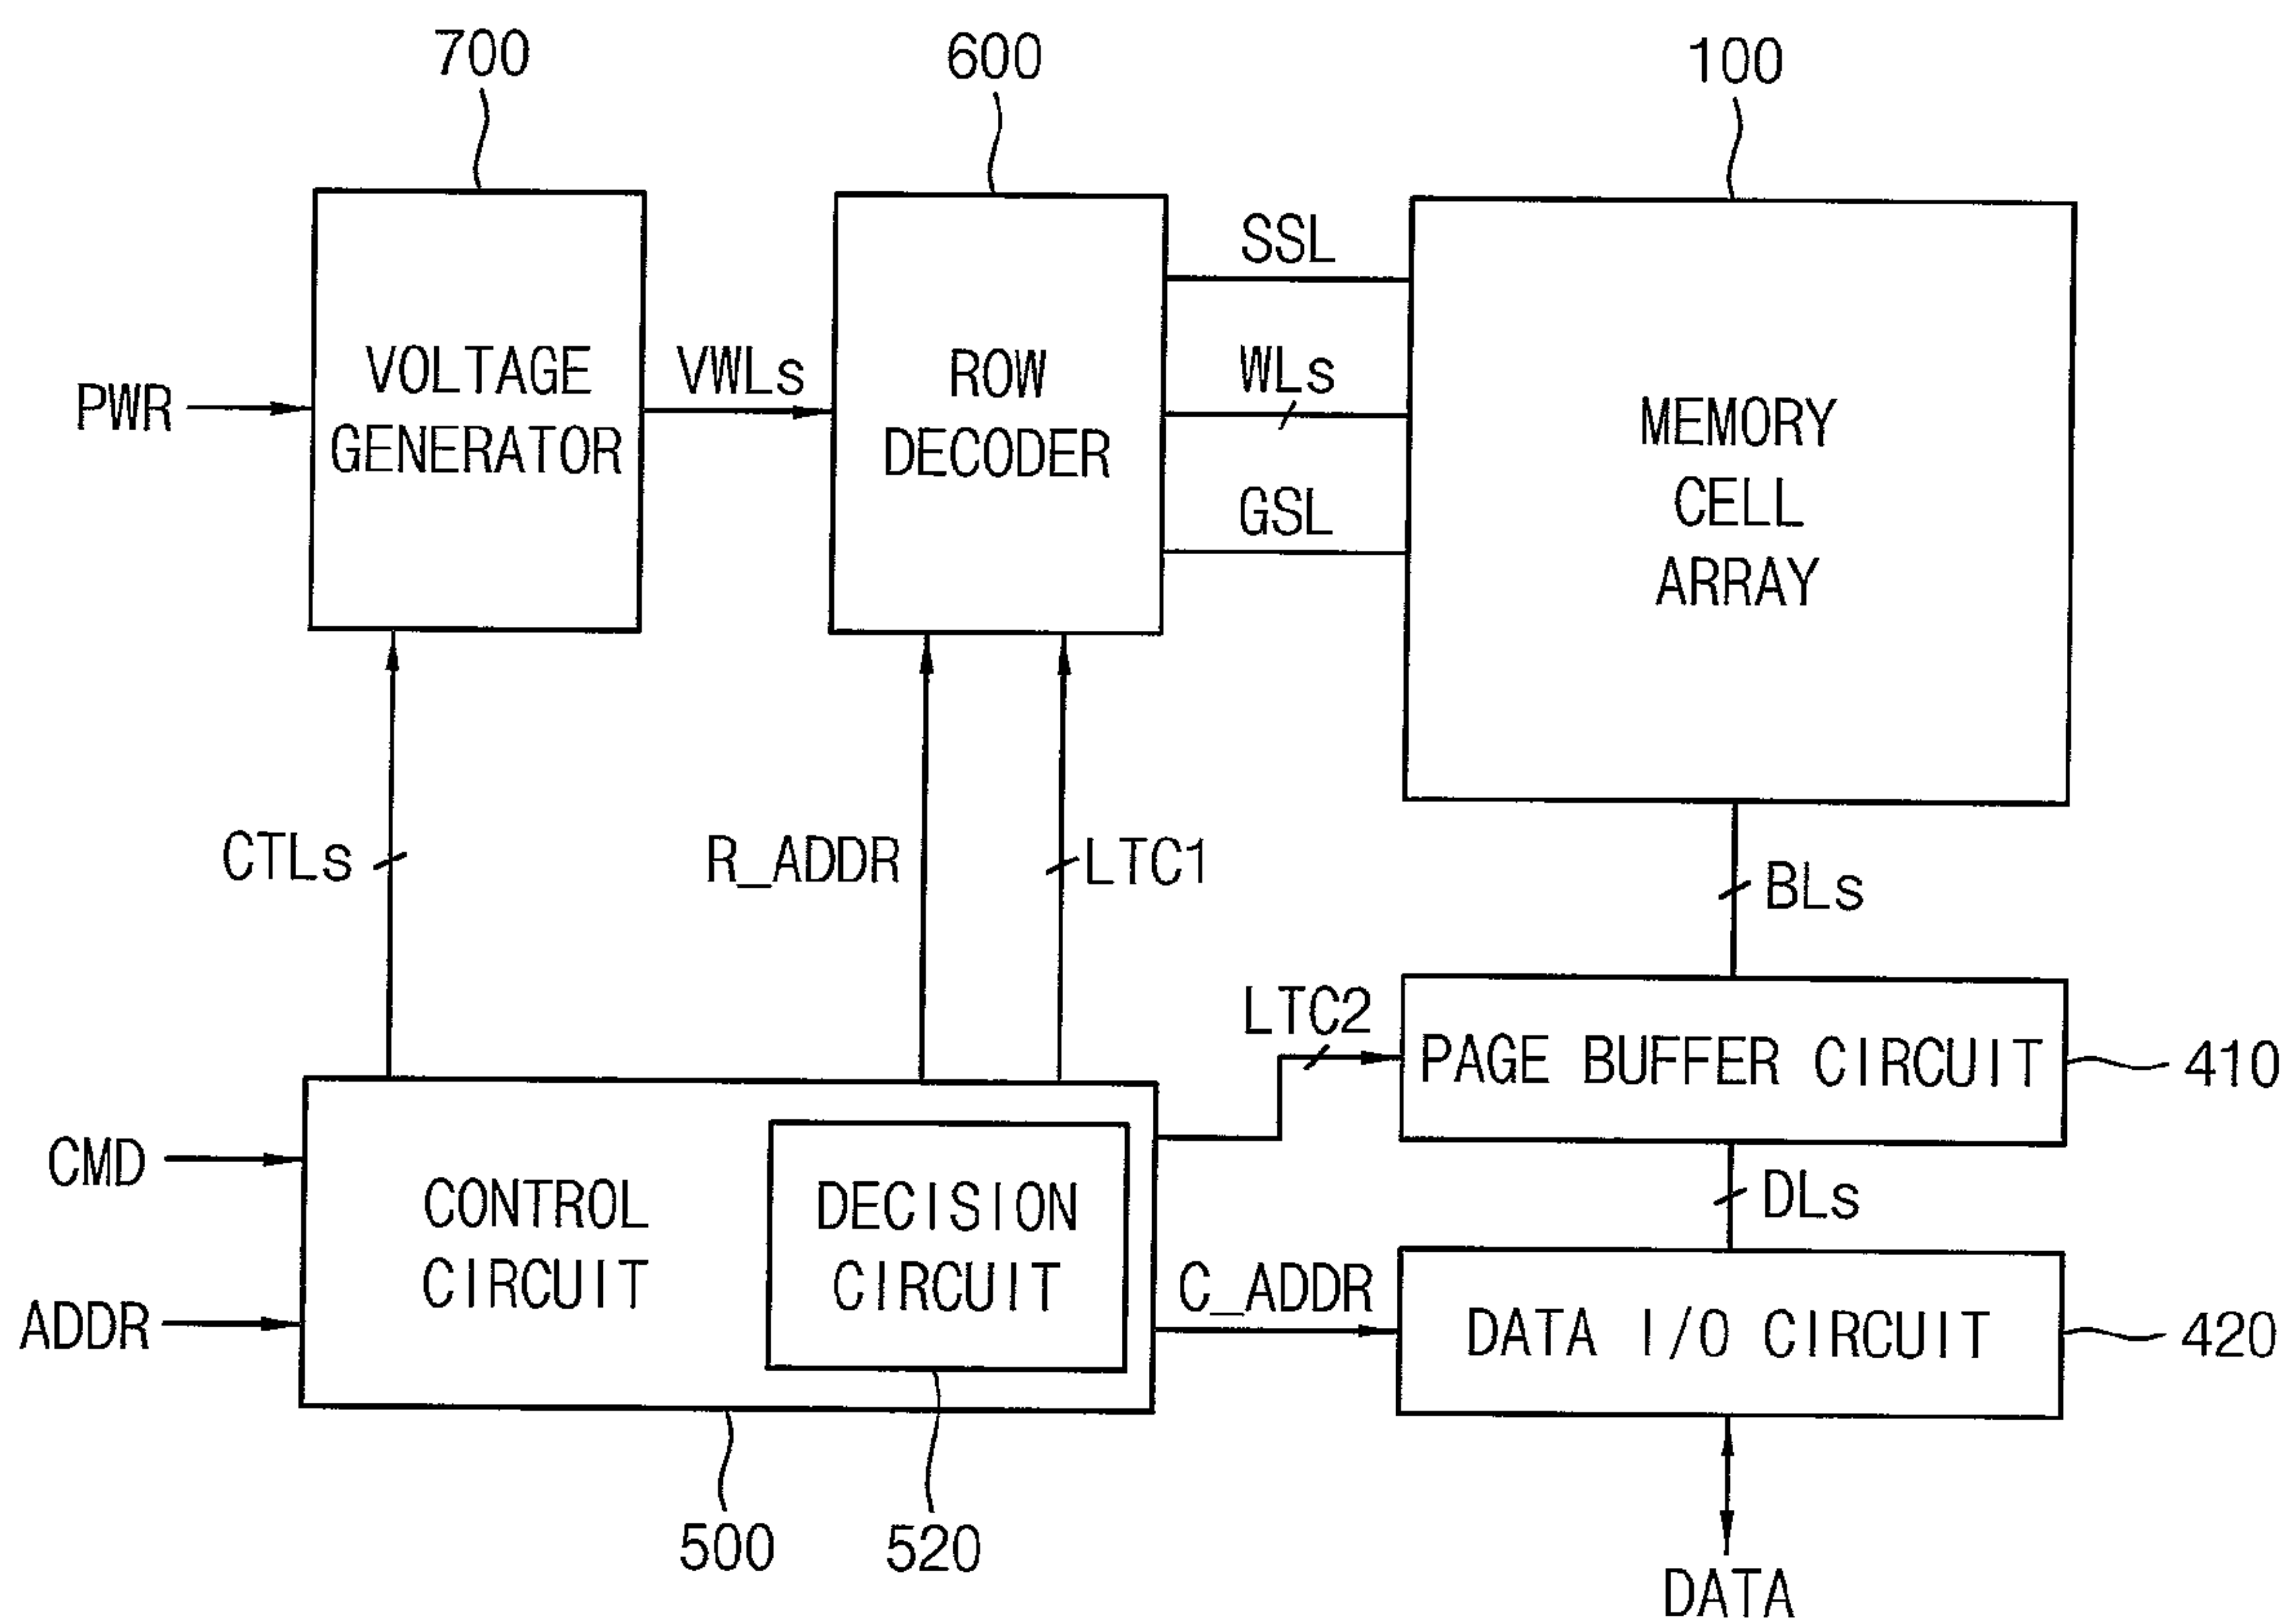 700
600
100
SSL
VOLTAGE
GENERATOR
VWLs
ROW
DECODER
WLs
MEMORY
CELL
ARRAY
PWR
GSL
CTLs
R_ADDR
LTC1
BLs
LTC2
PAGE BUFFER CIRCUIT
410
CMD
CONTROL
CIRCUIT
DECISION
CIRCUIT
DLs
ADDR
C_ADDR
DATA I/O CIRCUIT
420
500
520
DATA